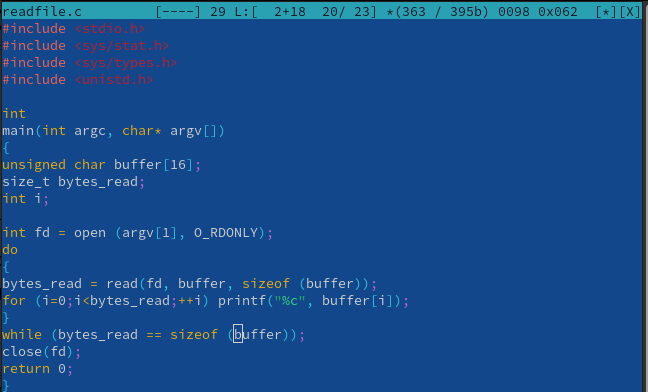 readfile.c [----] 29 L:[ 2+18 20/ 23] *(363 / 395b) 0098 0x062 [*][X]
#include <stdio.h>
#include <sys/stat.h>
#include <sys/types.h>
#include <unistd.h>
int
main(int argc, char* argv[])
{
unsigned char buffer[16];
size_t bytes_read;
int i;
int fd = open (argv[1], O_RDONLY);
do
{
bytes_read = read(fd, buffer, sizeof (buffer));
for (i=0;i<bytes_read;++i) printf("%c", buffer[i]);
}
while (bytes_read == sizeof (buffer));
close(fd);
return 0;
}